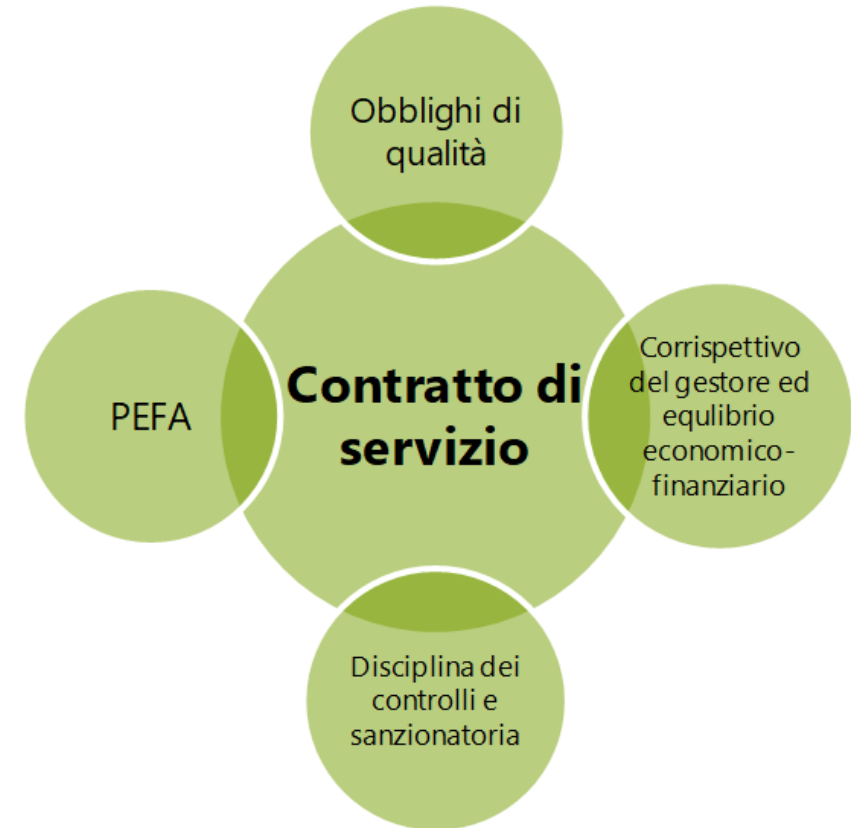 Obblighi di
qualità
Corrispettivo
del gestore ed
equlibrio
economico-
finanziario
Contratto di
servizio
PEFA
Disciplina dei
controlli e
sanzionatoria